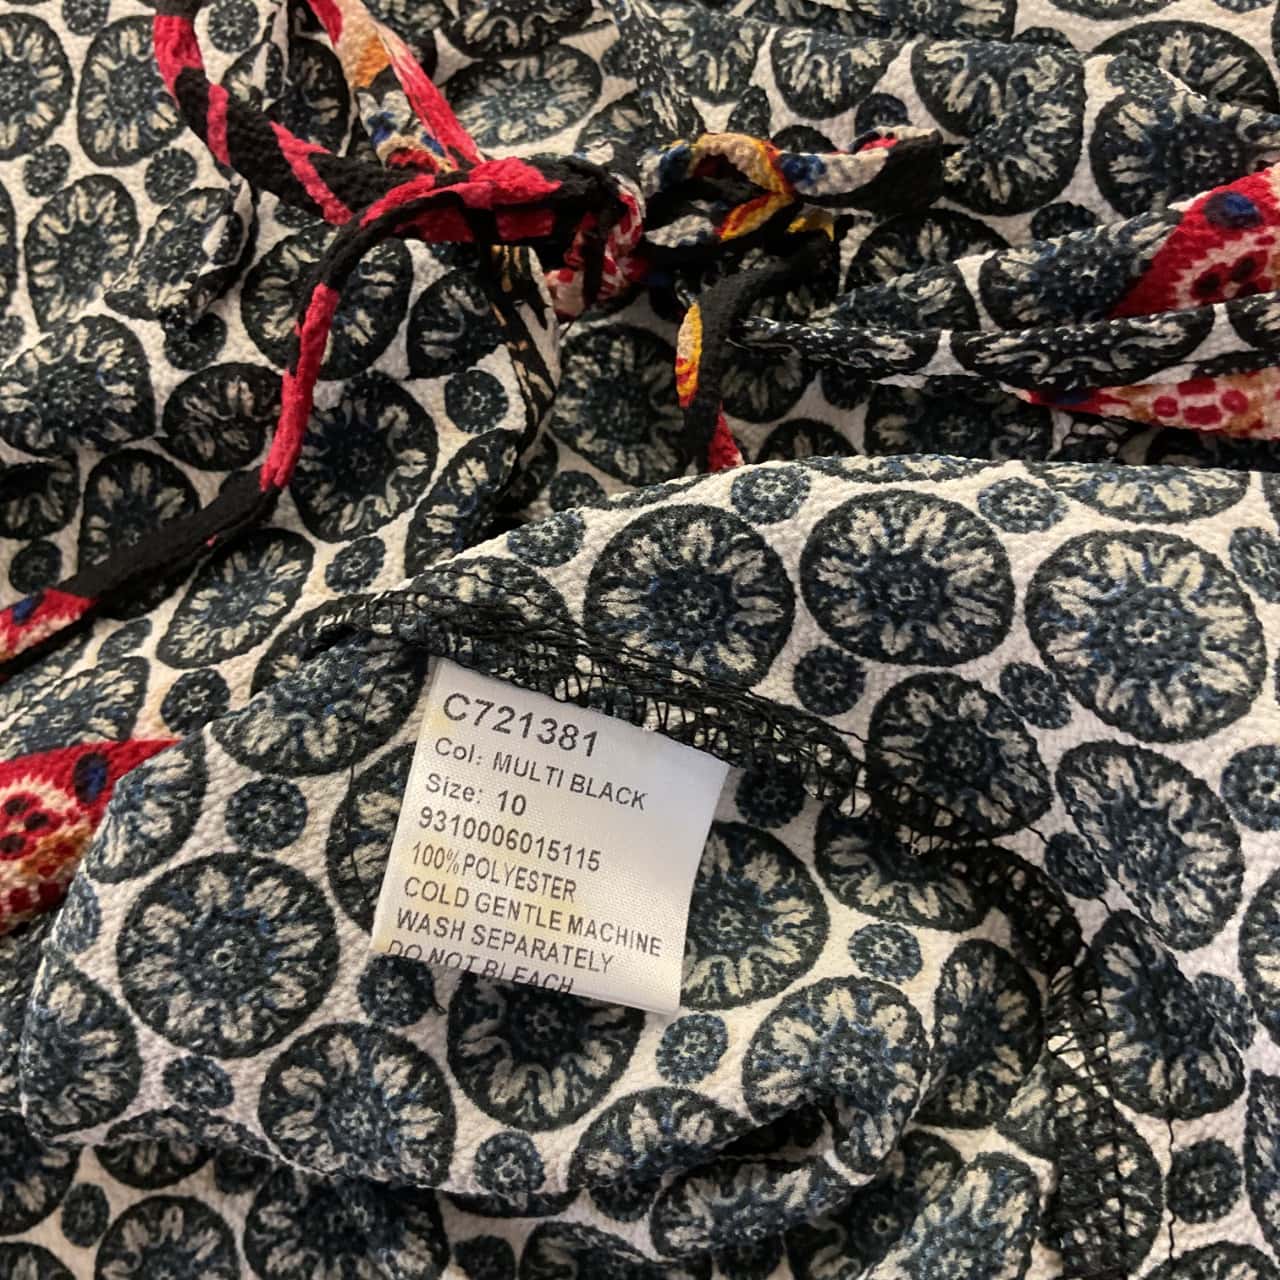 C721381
Col: MULTI BLACK
Size: 10
9310006015115
100%POLYESTER
COLD GENTLE MACHINE
WASH SEPARATELY
DO NOT BLEACH